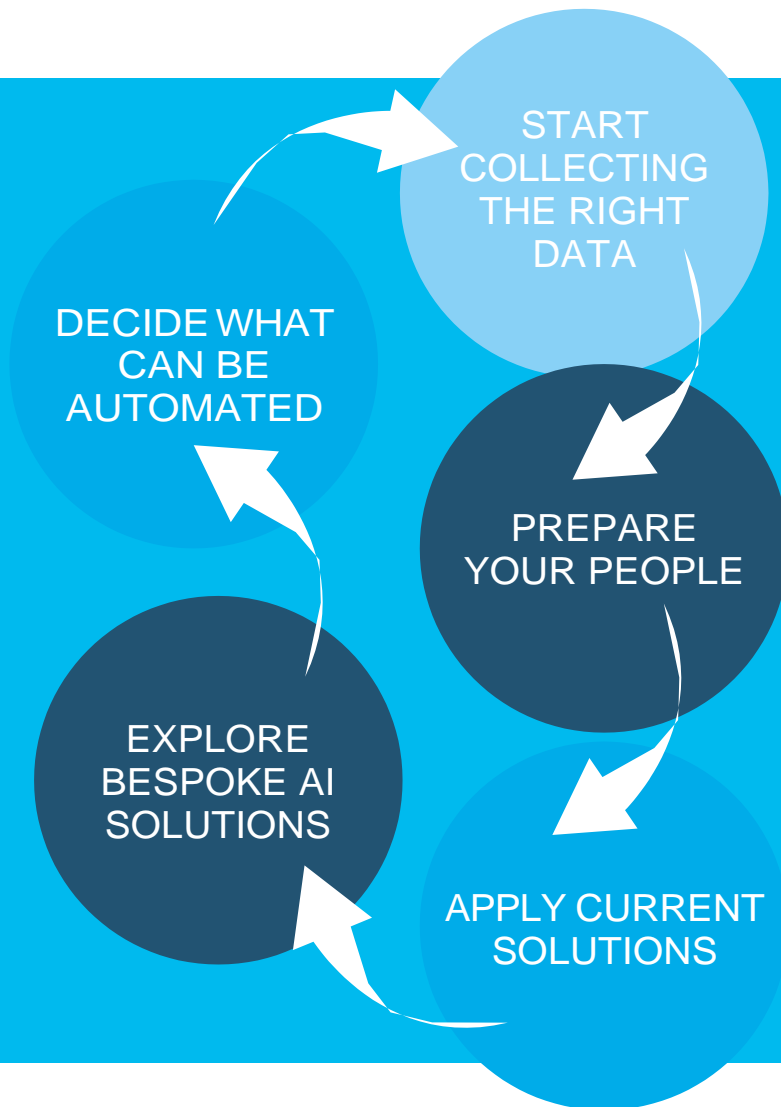 START
COLLECTING
THE RIGHT
DATA
DECIDE WHAT
CAN BE
AUTOMATED
PREPARE
YOUR PEOPLE
EXPLORE
BESPOKE AI
SOLUTIONS
APPLY CURRENT
SOLUTIONS